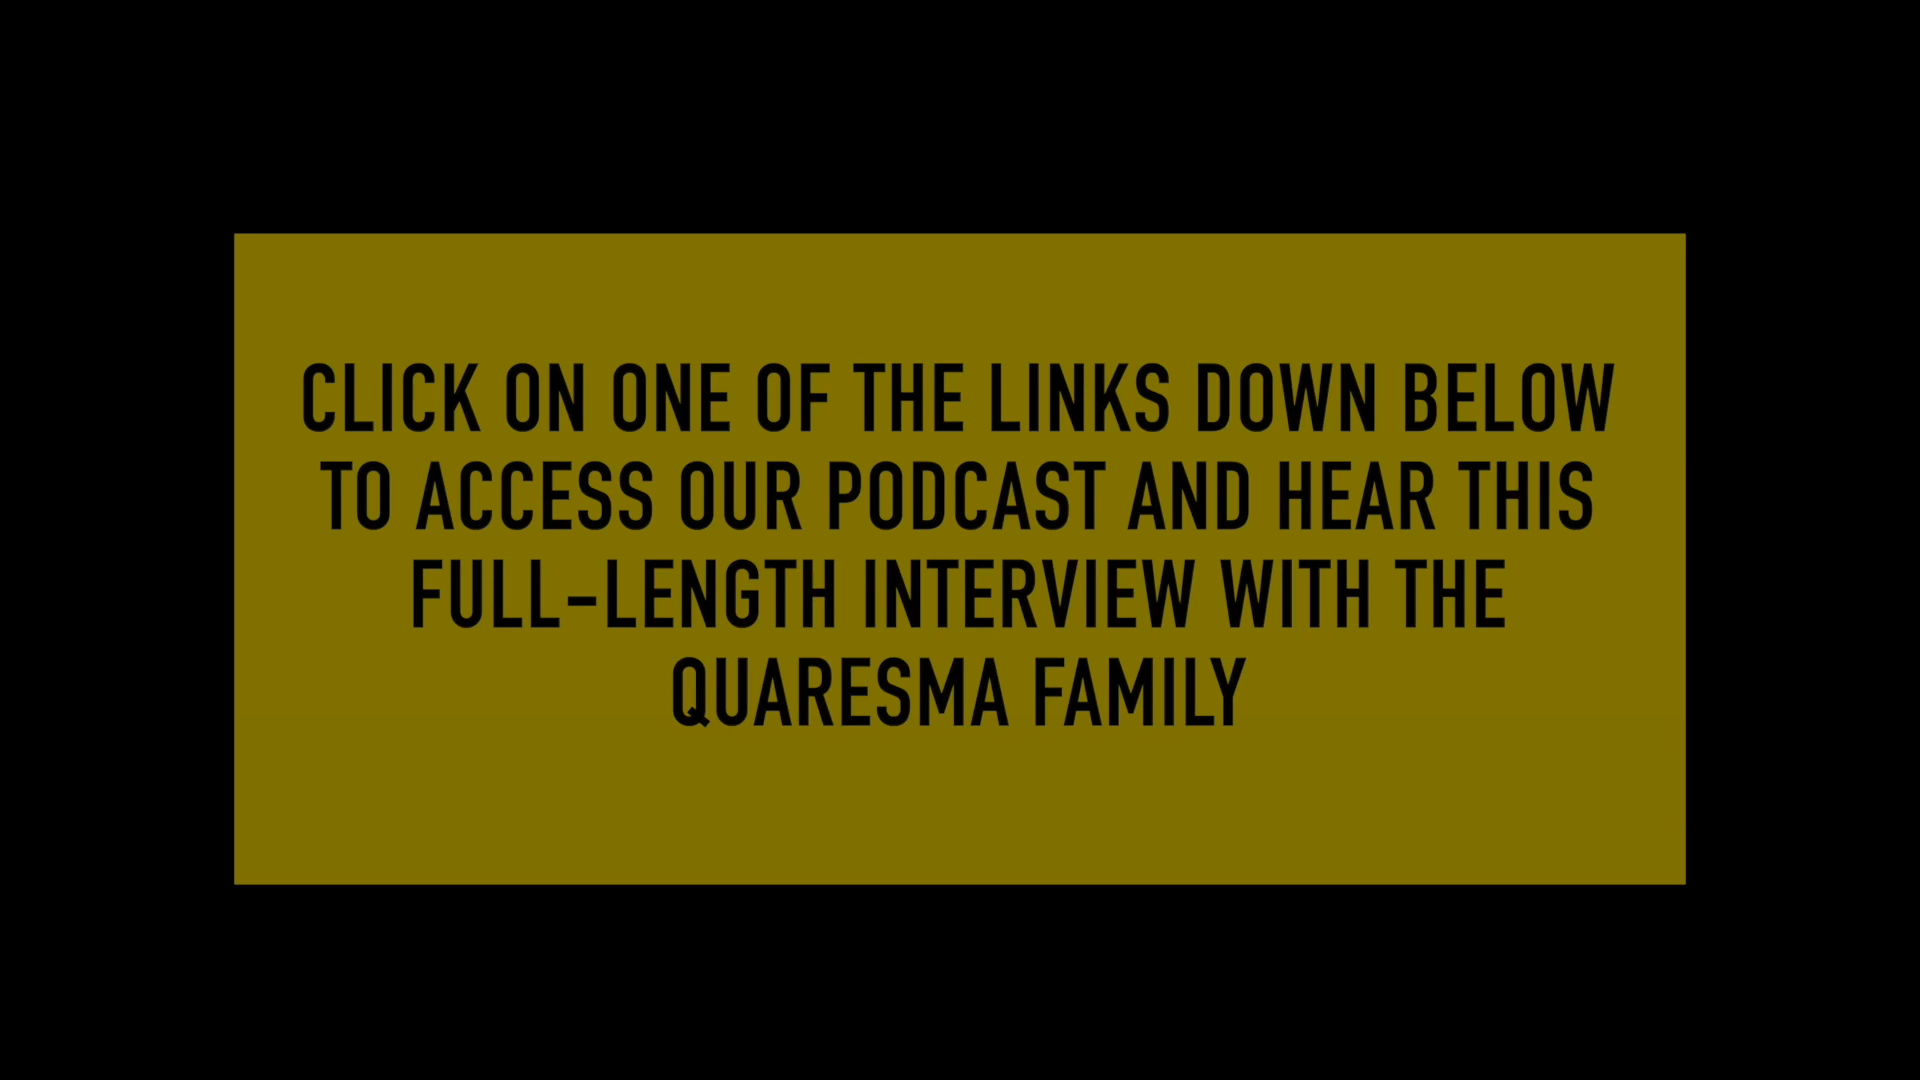 CLICK ON ONE OF THE LINKS DOWN BELOW
TO ACCESS OUR PODCAST AND HEAR THIS
FULL-LENGTH INTERVIEW WITH THE
QUARESMA FAMILY